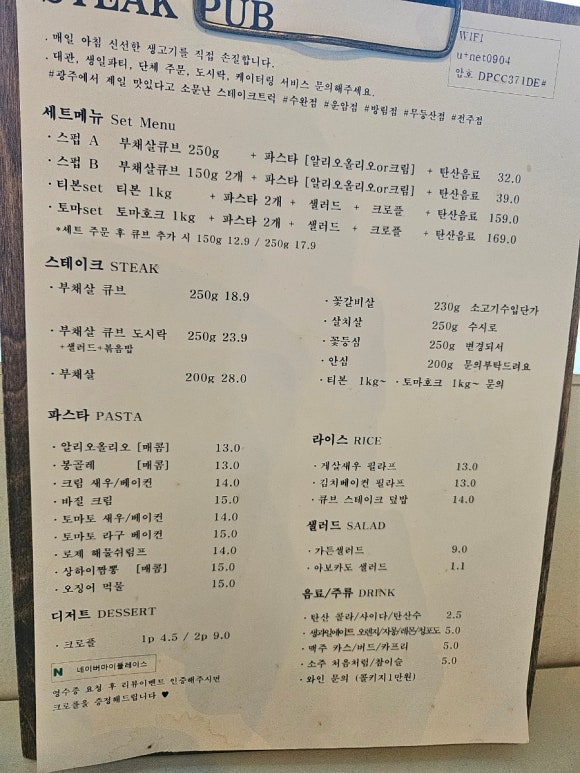 STEAK PUB
. 매일 아침 신선한 생고기를 직접 손질합니다.
. 대관, 생일파티, 단체 주문, 도시락, 캐이터링 서비스 문의해주세요.
#광주에서 제일 맛있다고 소문난 스테이크트럭 #수완점 #운암점 #방림점 #무등산점 #전주점
WIFI
u+net0904
암호 DPCC371DE#
세트메뉴 Set Menu
· 스펍 A 부채살큐브 250g + 파스타 [알리오올리오or크림] + 탄산음료 32.0
· 스펍 B 부채살큐브 150g 2개 + 파스타 [알리오올리오or크림] + 탄산음료 39.0
· 티본set 티본 1kg + 파스타 2개 + 샐러드 + 크로플 + 탄산음료 159.0
· 토마set 토마호크 1kg + 파스타 2개 + 샐러드 + 크로플 + 탄산음료 169.0
*세트 주문 후 큐브 추가 시 150g 12.9 / 250g 17.9
스테이크 STEAK
· 부채살 큐브 250g 18.9
· 부채살 큐브 도시락 250g 23.9
+샐러드+볶음밥
· 부채살 200g 28.0
· 꽃갈비살 230g 소고기수입단가
· 살치살 250g 수시로
· 꽃등심 250g 변경되서
· 안심 200g 문의부탁드려요
· 티본 1kg~ · 토마호크 1kg~ 문의
파스타 PASTA
· 알리오올리오 [매콤] 13.0
· 봉골레 [매콤] 13.0
· 크림 새우/베이컨 14.0
· 바질 크림 15.0
· 토마토 새우/베이컨 14.0
· 토마토 라구 베이컨 15.0
· 로제 해물쉬림프 14.0
· 상하이짬뽕 [매콤] 15.0
· 오징어 먹물 15.0
라이스 RICE
· 게살새우 필라프 13.0
· 김치베이컨 필라프 13.0
· 큐브 스테이크 덮밥 14.0
샐러드 SALAD
· 가든샐러드 9.0
· 아보카도 샐러드 1.1
디저트 DESSERT
· 크로플 1p 4.5 / 2p 9.0
음료/주류 DRINK
· 탄산 콜라/사이다/탄산수 2.5
· 생과일에이드 오렌지/자몽/레몬/청포도 5.0
· 맥주 카스/버드/카프리 5.0
· 소주 처음처럼/참이슬 5.0
· 와인 문의 (콜키지1만원)
N 네이버마이플레이스
영수증 요청 후 리뷰이벤트 인증해주시면
크로플을 증정해드립니다 ♥